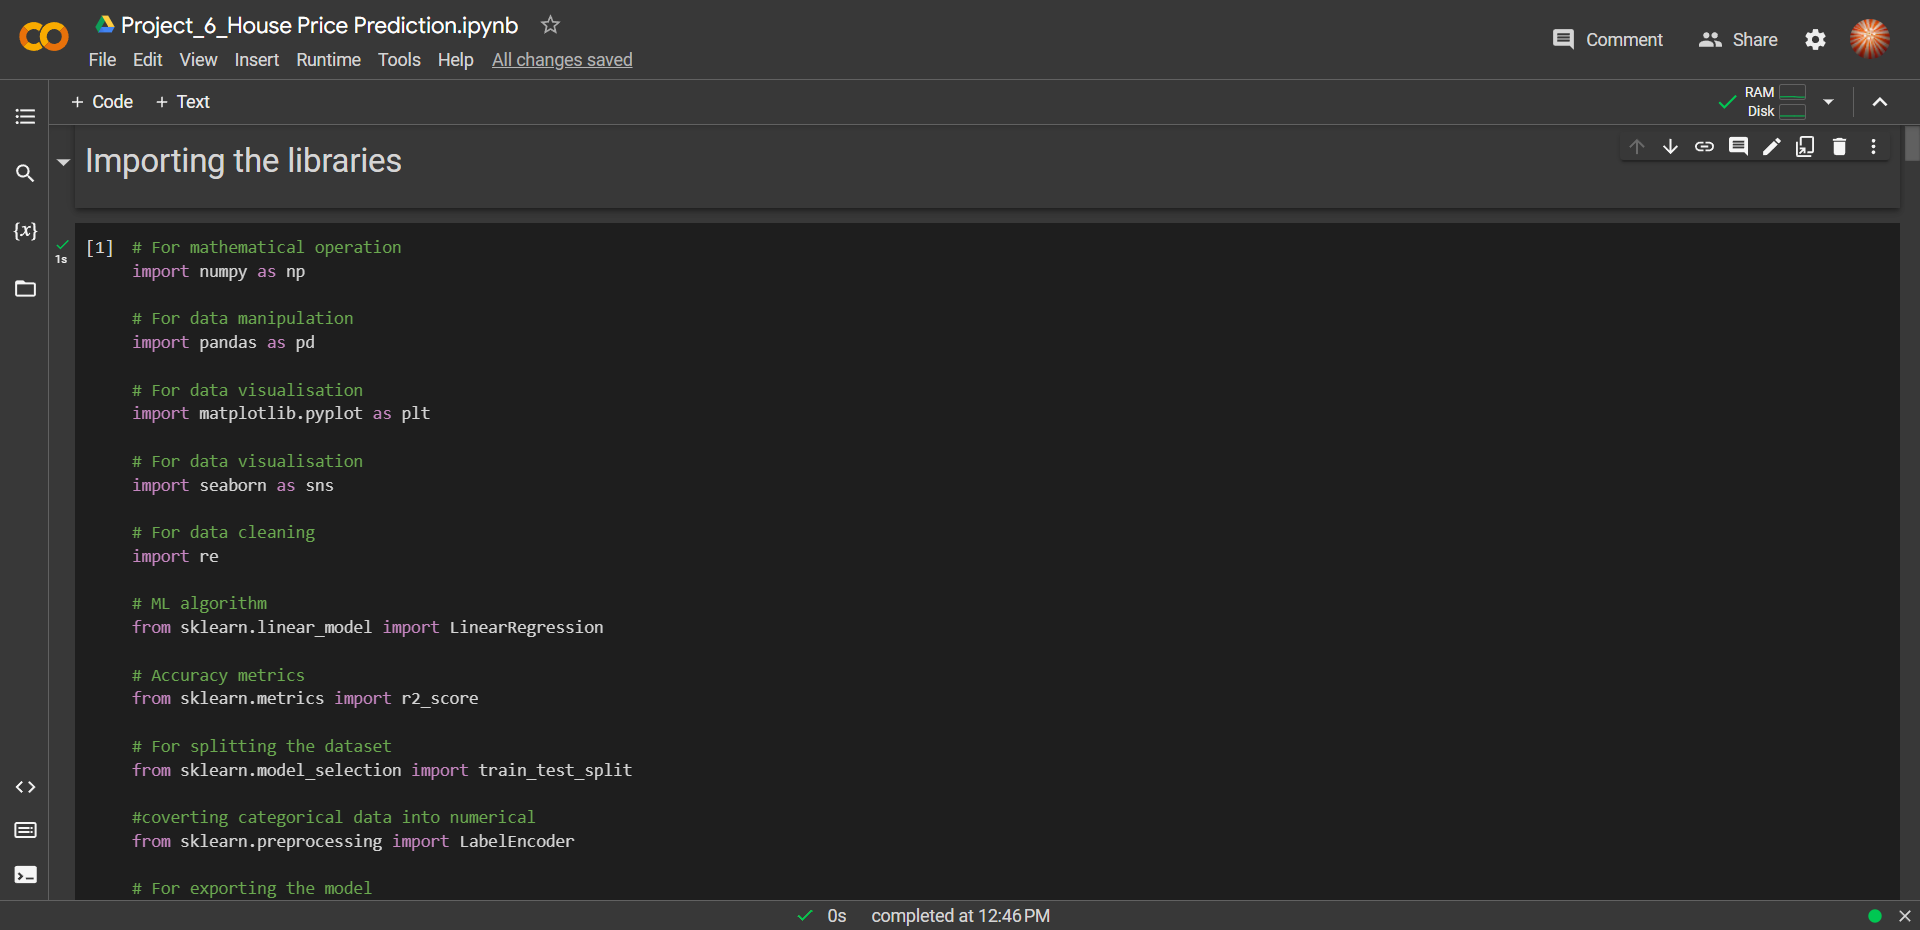 Project_6_House Price Prediction.ipynb
File Edit View Insert Runtime Tools Help All changes saved
Comment
Share
+ Code + Text
RAM
Disk
Importing the libraries
{x}
1s
[1]
# For mathematical operation
import numpy as np
# For data manipulation
import pandas as pd
# For data visualisation
import matplotlib.pyplot as plt
# For data visualisation
import seaborn as sns
# For data cleaning
import re
# ML algorithm
from sklearn.linear_model import LinearRegression
# Accuracy metrics
from sklearn.metrics import r2_score
# For splitting the dataset
from sklearn.model_selection import train_test_split
#coverting categorical data into numerical
from sklearn.preprocessing import LabelEncoder
# For exporting the model
0s completed at 12:46 PM